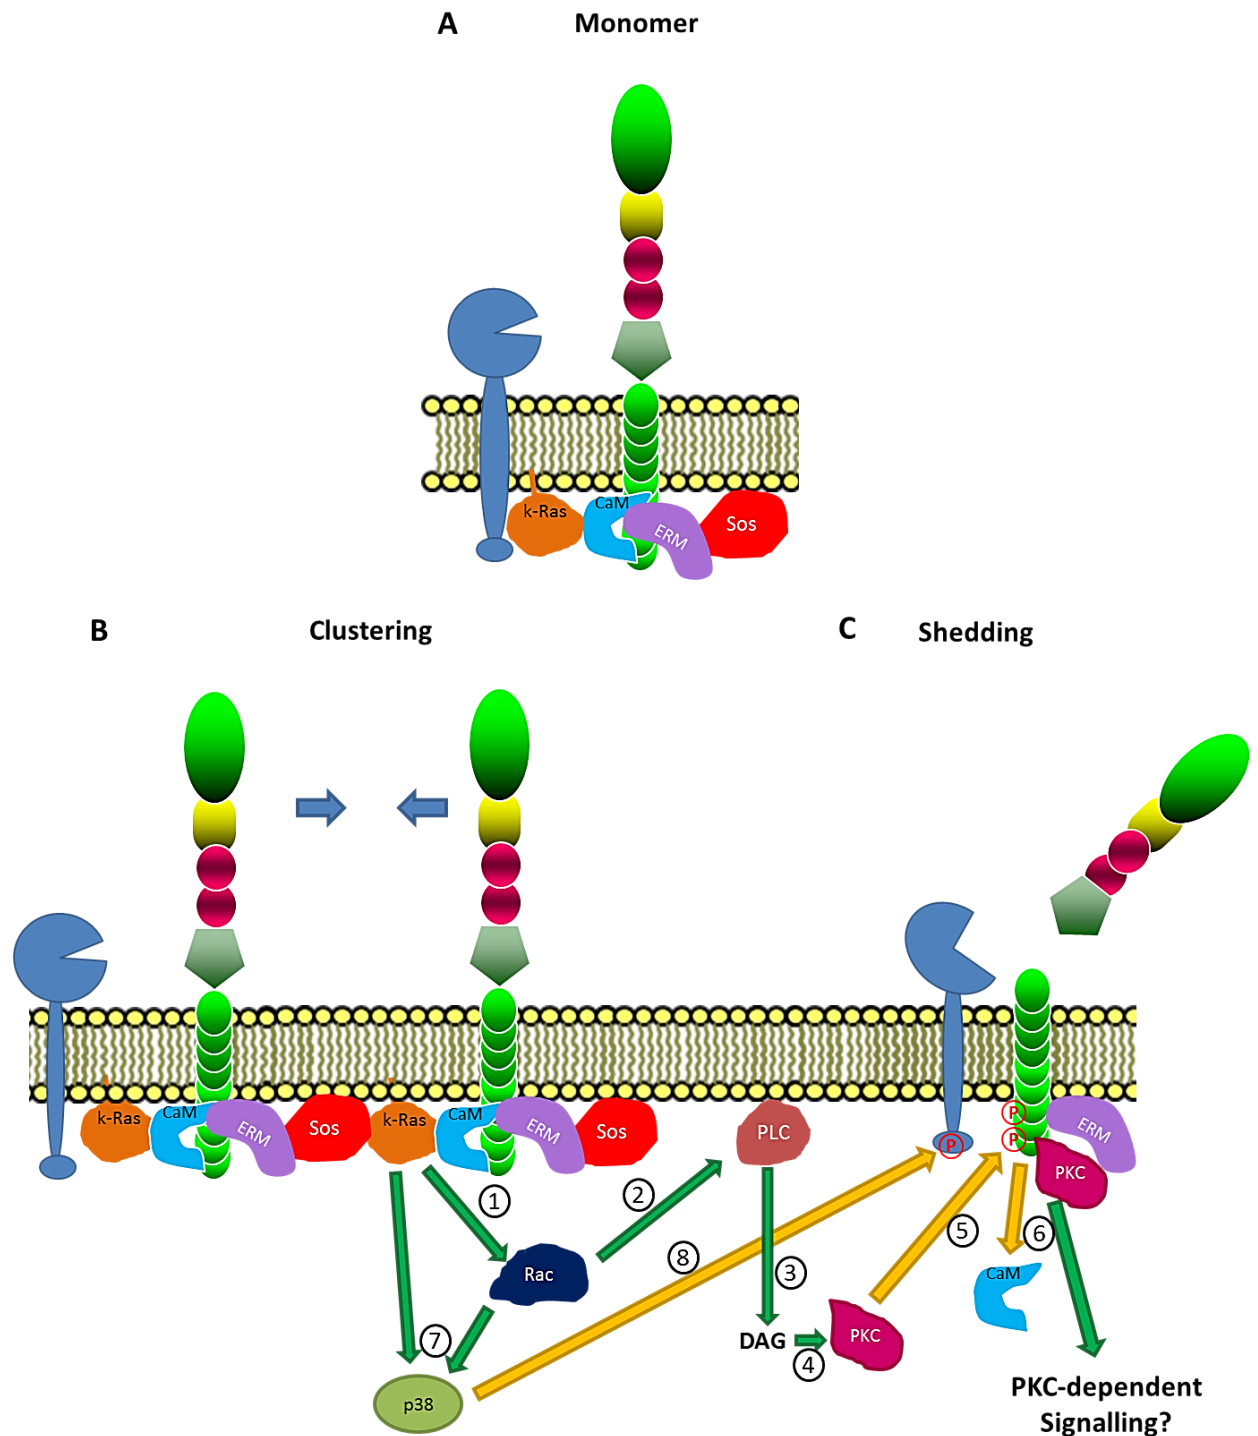 A Monomer
k-Ras CaM ERM Sos
B Clustering
C Shedding
k-Ras CaM ERM Sos k-Ras CaM ERM Sos PLC P P P ERM PKC
1 2 8 3 5 6
Rac CaM
7 DAG 4 PKC
p38
PKC-dependent
Signalling?